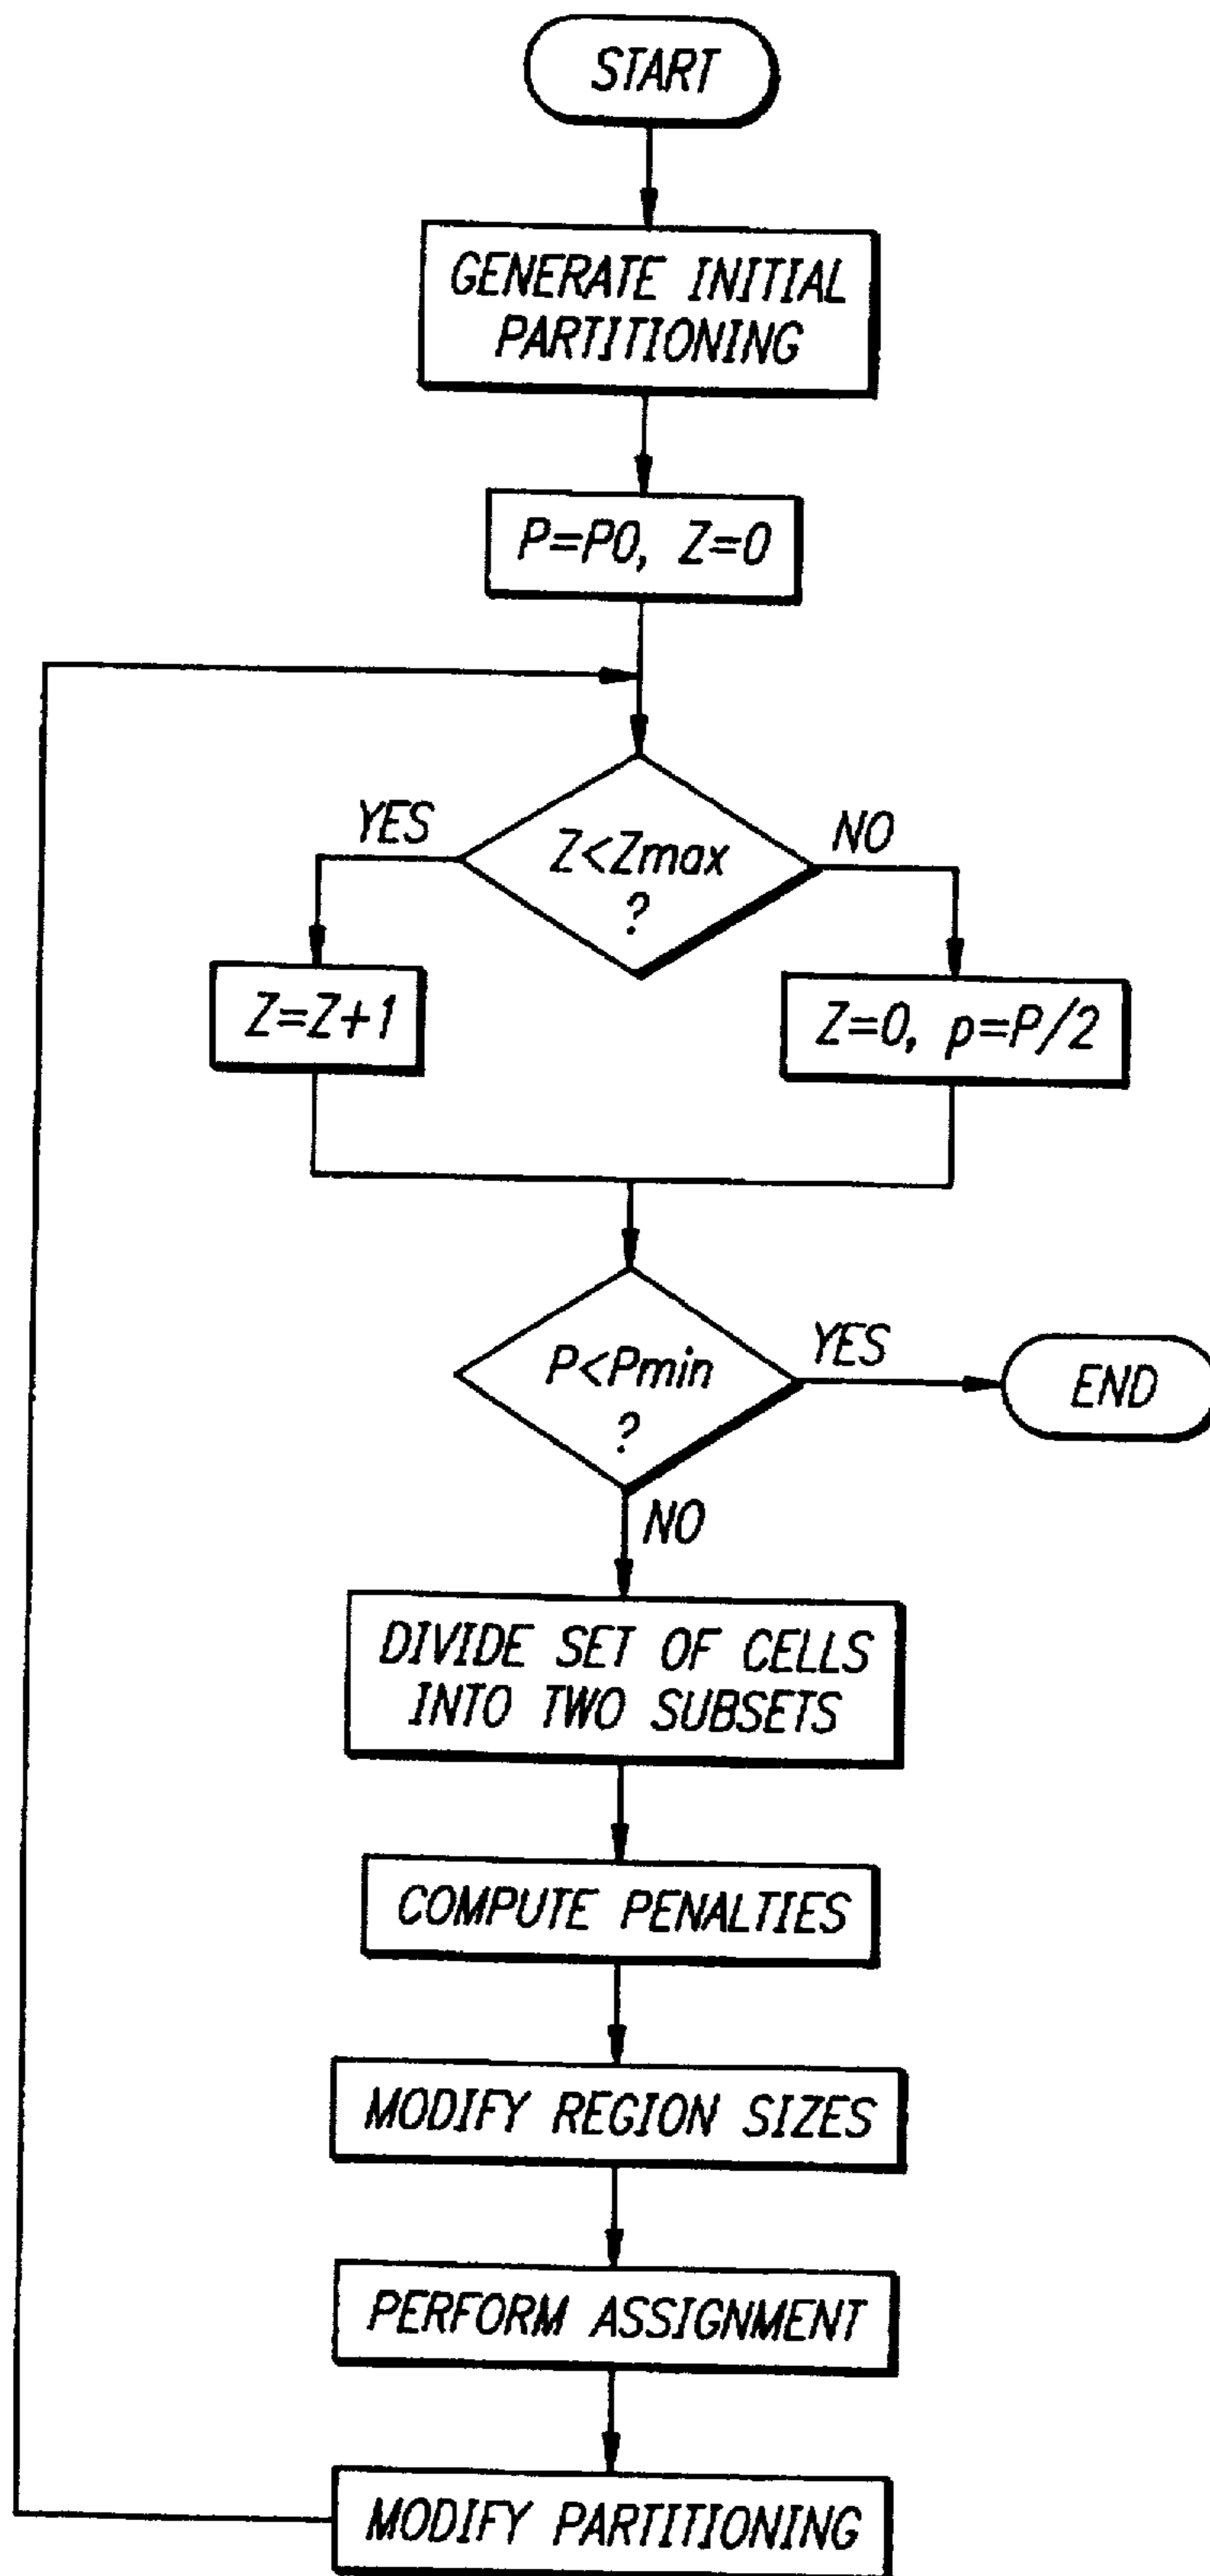 START
GENERATE INITIAL
PARTITIONING
P=P0, Z=0
YES
Z<Zmax
?
NO
Z=Z+1
Z=0, p=P/2
P<Pmin
?
YES
END
NO
DIVIDE SET OF CELLS
INTO TWO SUBSETS
COMPUTE PENALTIES
MODIFY REGION SIZES
PERFORM ASSIGNMENT
MODIFY PARTITIONING